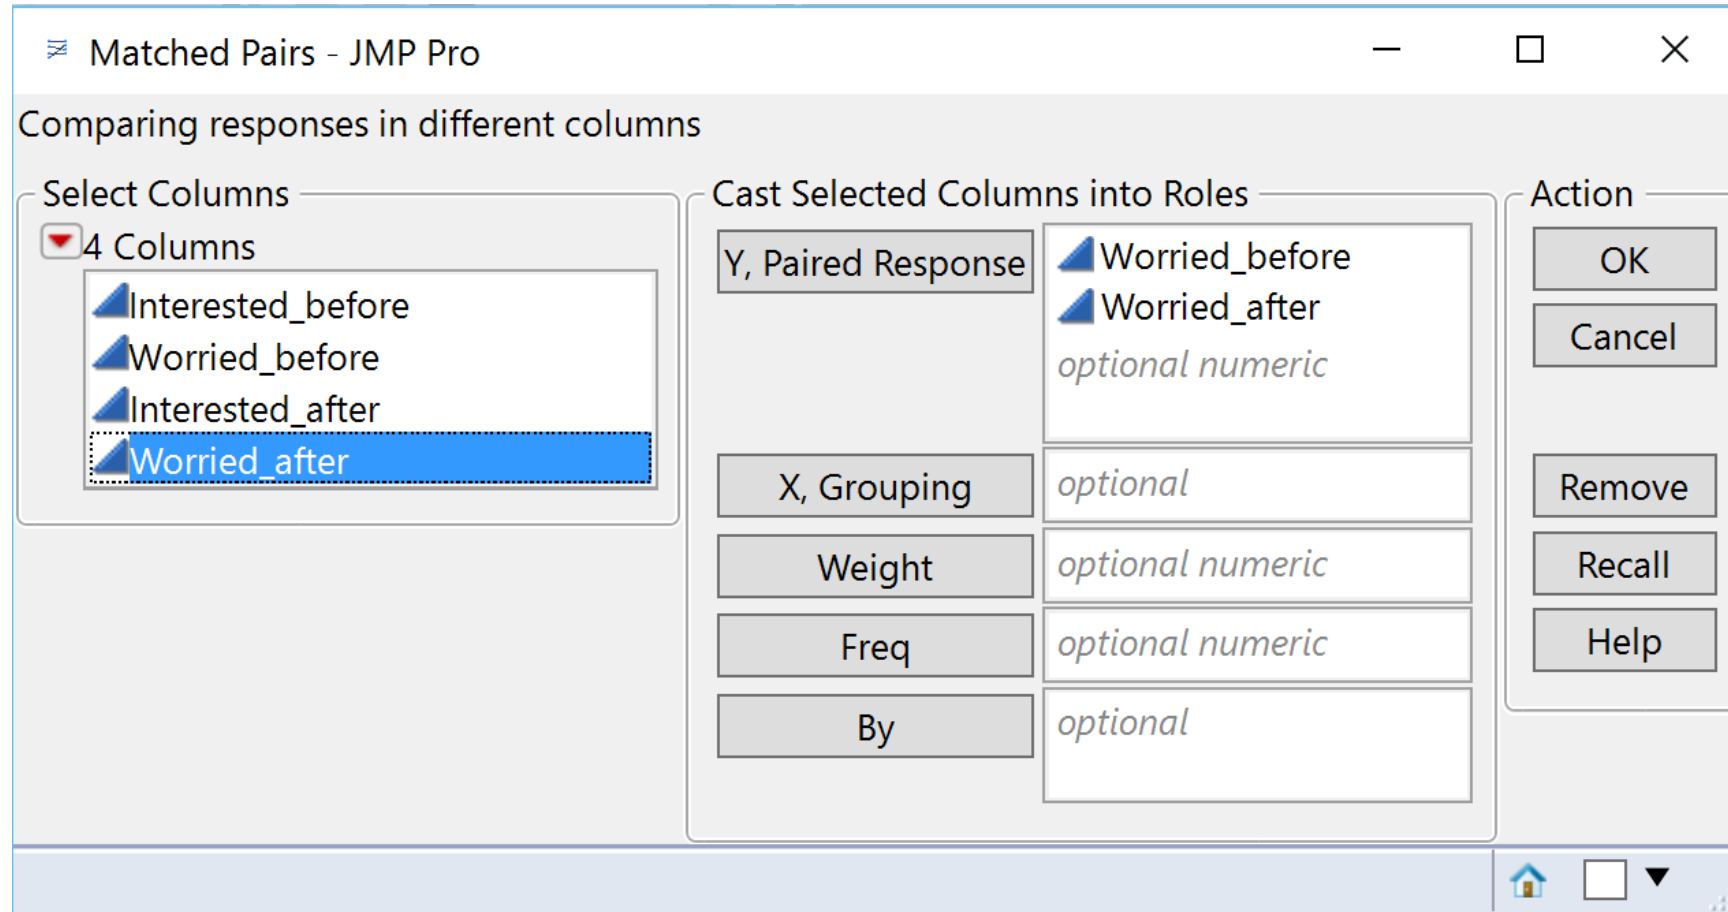 Matched Pairs - JMP Pro
Comparing responses in different columns
Select Columns
4 Columns
Interested_before
Worried_before
Interested_after
Worried_after
Cast Selected Columns into Roles
Y, Paired Response
Worried_before
Worried_after
optional numeric
X, Grouping
optional
Weight
optional numeric
Freq
optional numeric
By
optional
Action
OK
Cancel
Remove
Recall
Help